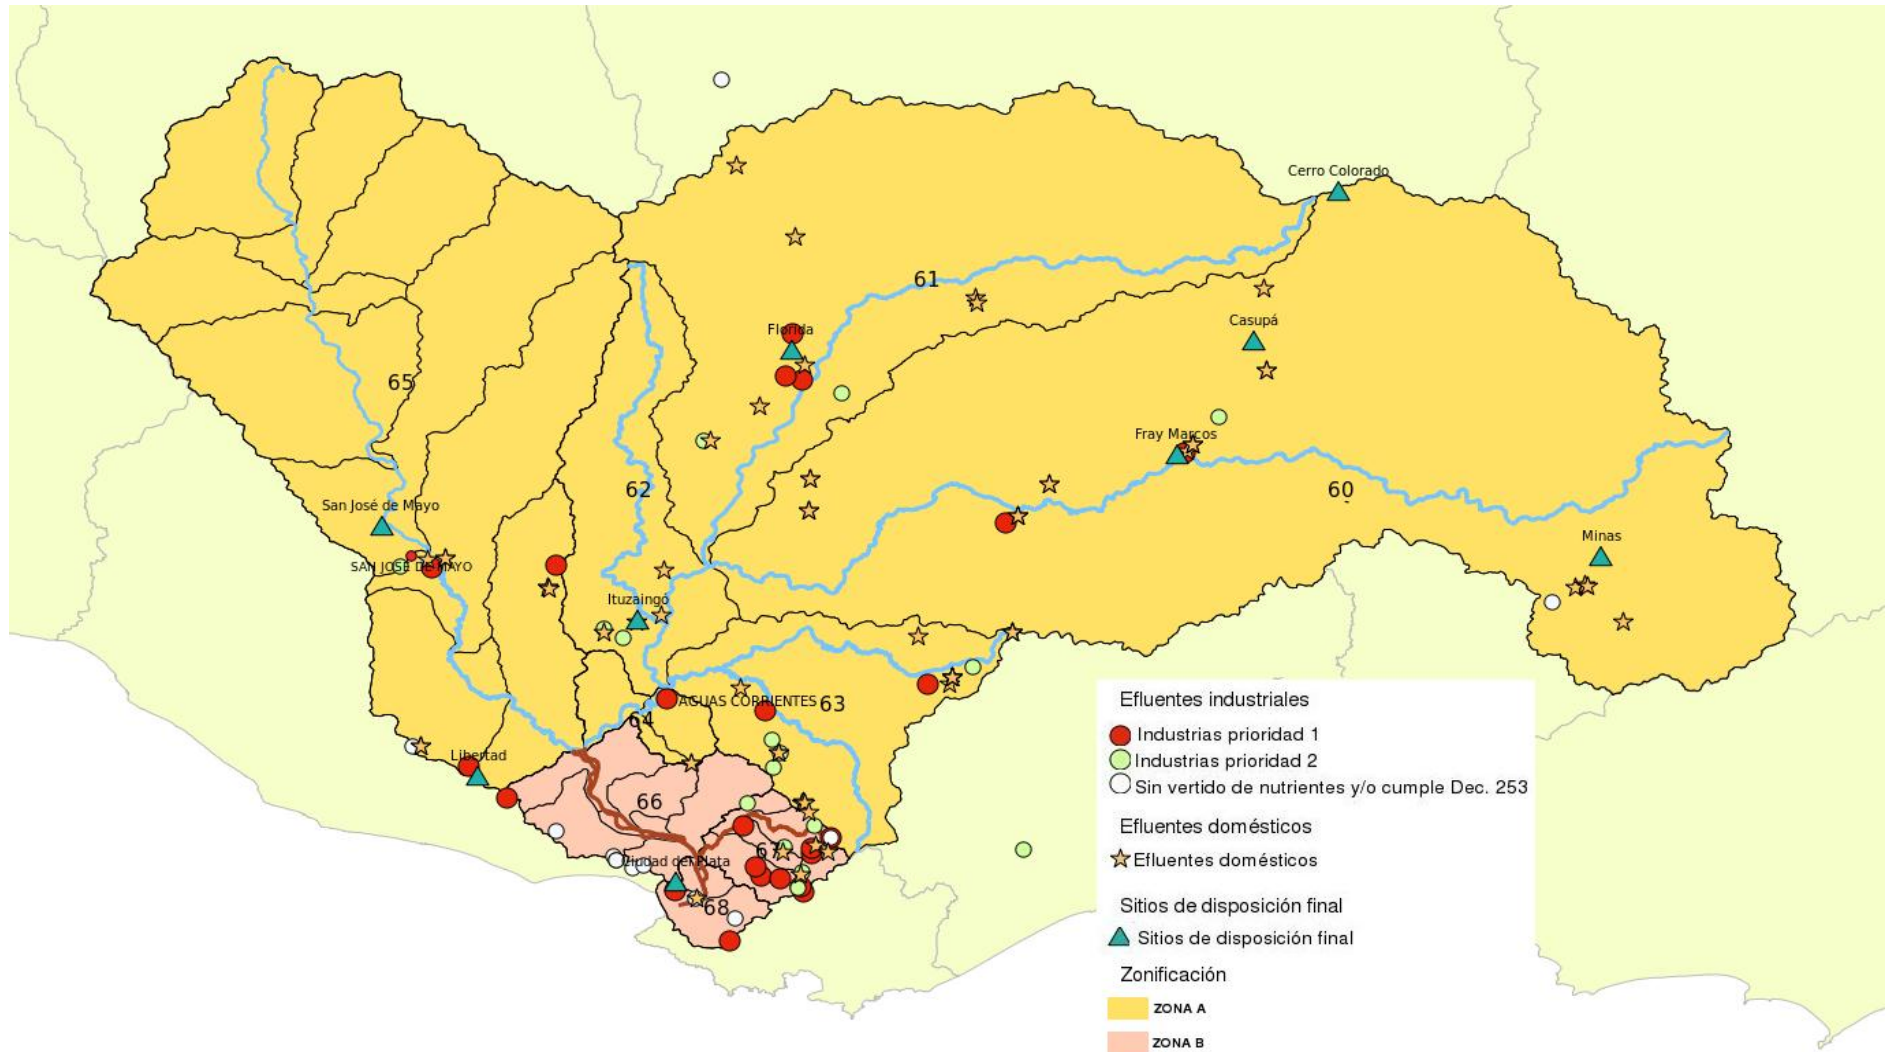 Cerro Colorado
61
Casupá
Florida
65
Fray Marcos
62
60
San José de Mayo
Minas
SAN JOSE DE MAYO
Ituzaingó
AGUAS CORRIENTES
63
64
Libertad
66
67
Ciudad del Plata
68
Efluentes industriales
Industrias prioridad 1
Industrias prioridad 2
Sin vertido de nutrientes y/o cumple Dec. 253
Efluentes domésticos
Efluentes domésticos
Sitios de disposición final
Sitios de disposición final
Zonificación
ZONA A
ZONA B